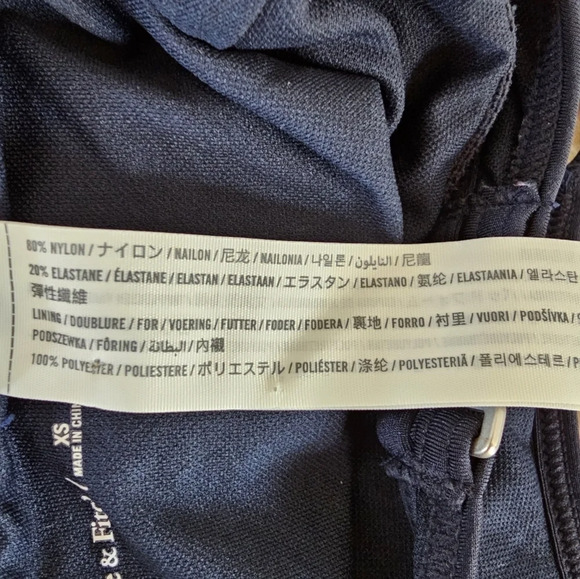 80% NYLON / ナイロン / NAILON / 尼龙 / NAILONIA / 나일론 / النايلون / 尼龍
20% ELASTANE / ÉLASTANE / ELASTAN / ELASTAAN / エラスタン / ELASTANO / 氨纶 / ELASTAANIA / 엘라스탄
彈性纖維
LINING / DOUBLURE / FOR / VOERING / FUTTER / FODER / FODERA / 裏地 / FORRO / 衬里 / VUORI / PODŠÍVKA /
PODSZEWKA / FÔRING / البطانة / 內襯
100% POLYESTER / POLIESTERE / ポリエステル / POLIÉSTER / 涤纶 / POLYESTERIÄ / 폴리에스테르 /
XS
MADE IN CHIN
e & Fit